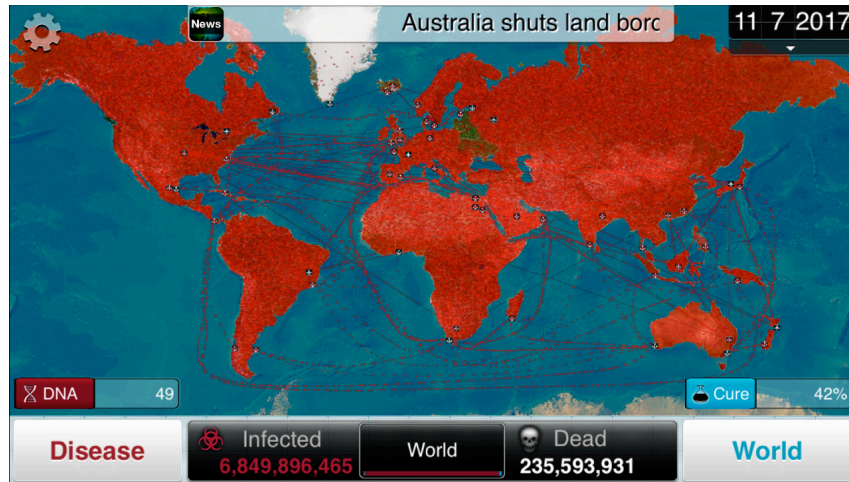 News
Australia shuts land bord
11 7 2017
DNA
49
Cure
42%
Disease
Infected
6,849,896,465
World
Dead
235,593,931
World